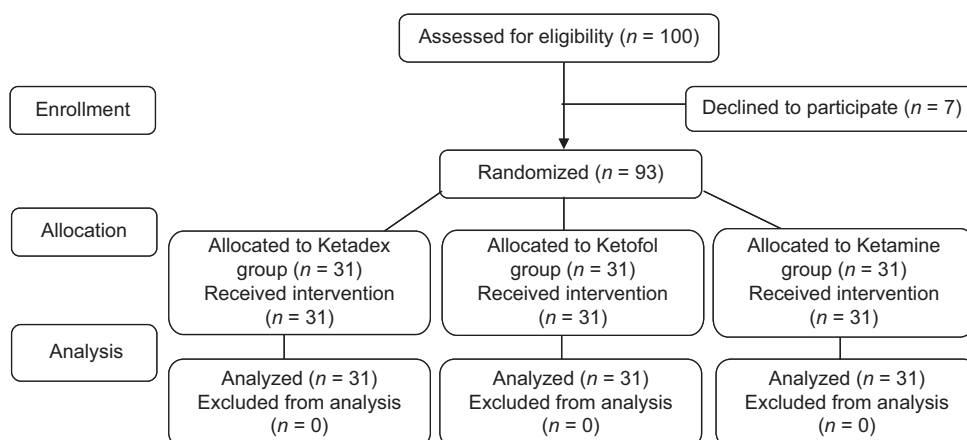 Assessed for eligibility (n = 100)
Enrollment
Declined to participate (n = 7)
Randomized (n = 93)
Allocation
Allocated to Ketadex
group (n = 31)
Received intervention
(n = 31)
Allocated to Ketofol
group (n = 31)
Received intervention
(n = 31)
Allocated to Ketamine
group (n = 31)
Received intervention
(n = 31)
Analysis
Analyzed (n = 31)
Excluded from analysis
(n = 0)
Analyzed (n = 31)
Excluded from analysis
(n = 0)
Analyzed (n = 31)
Excluded from analysis
(n = 0)